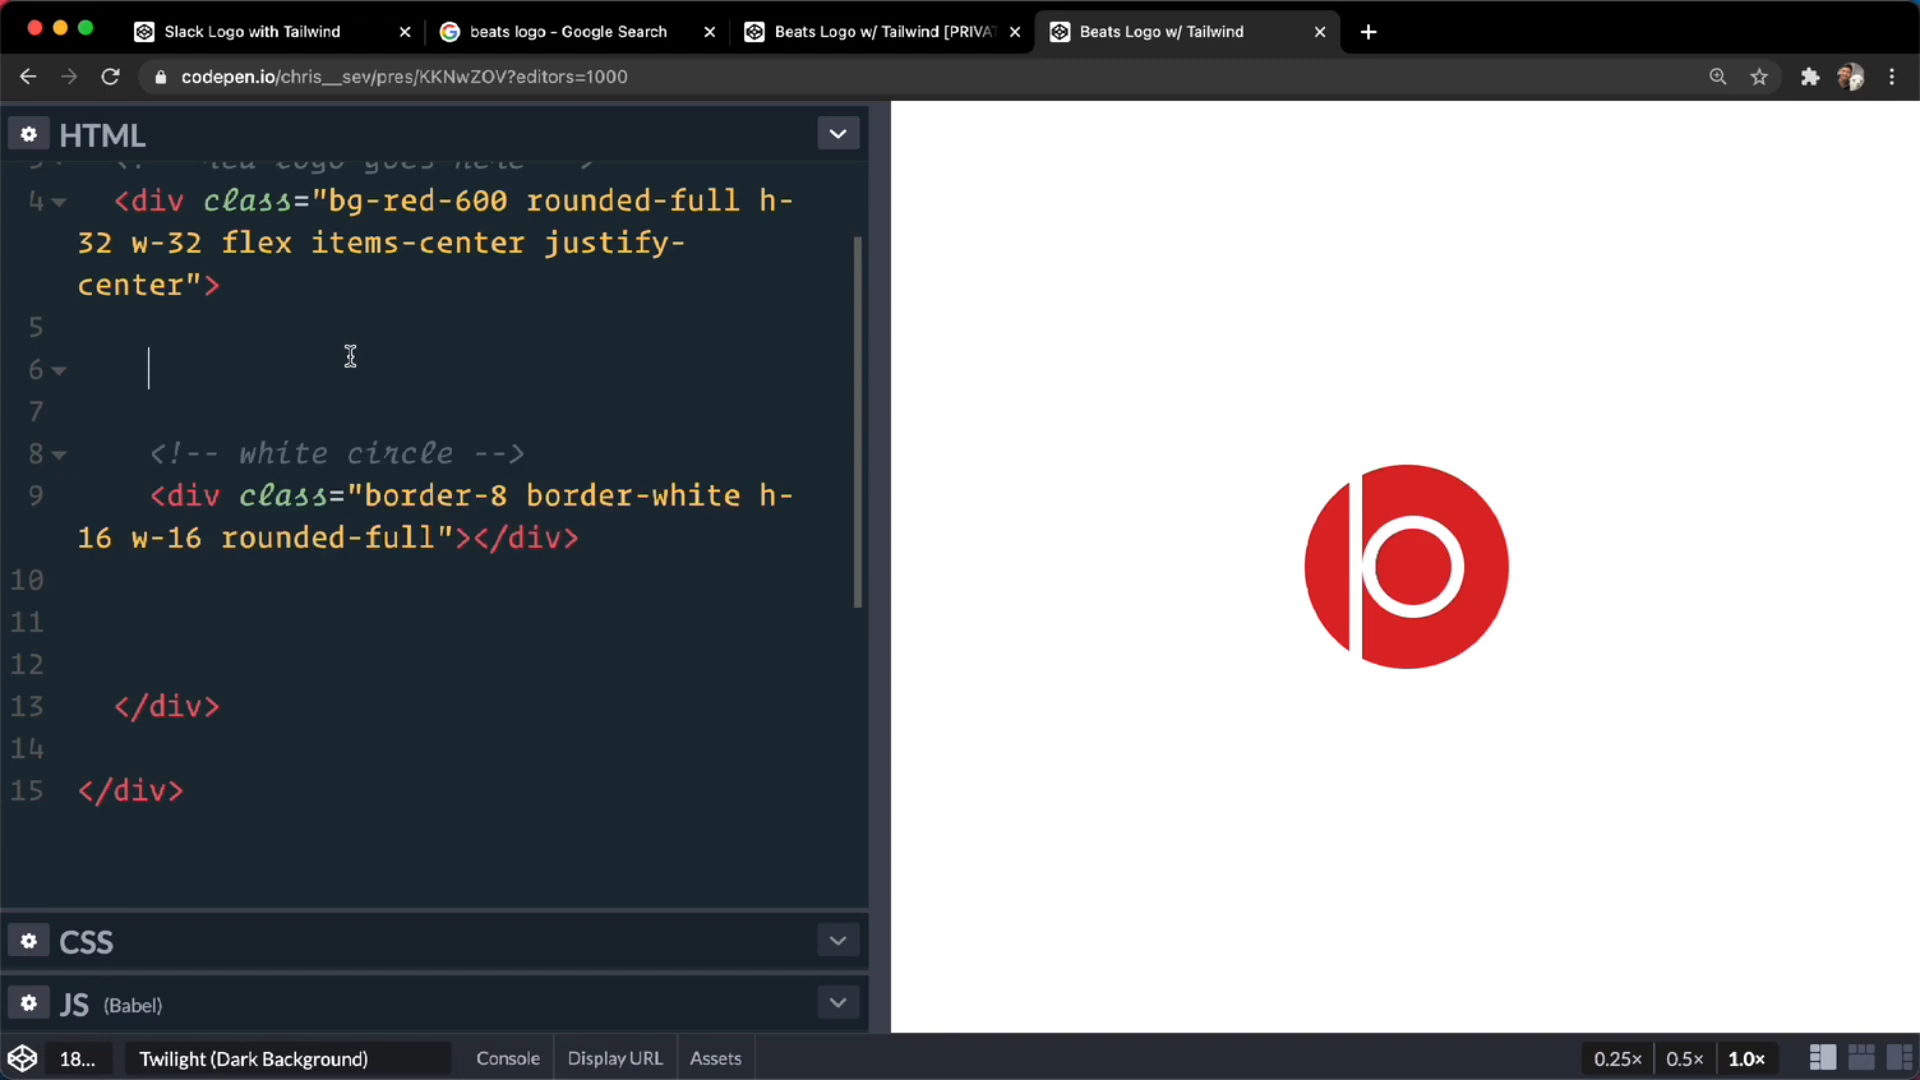 Slack Logo with Tailwind
beats logo - Google Search
Beats Logo w/ Tailwind [PRIVA
Beats Logo w/ Tailwind
codepen.io/chris__sev/pres/KKNwZOV?editors=1000
HTML
logo goes here
4 <div class="bg-red-600 rounded-full h-
32 w-32 flex items-center justify-
center">
5
6
7
8 <!-- white circle -->
9 <div class="border-8 border-white h-
16 w-16 rounded-full"></div>
10
11
12
13 </div>
14
15 </div>
CSS
JS (Babel)
18... Twilight (Dark Background) Console Display URL Assets 0.25× 0.5× 1.0×